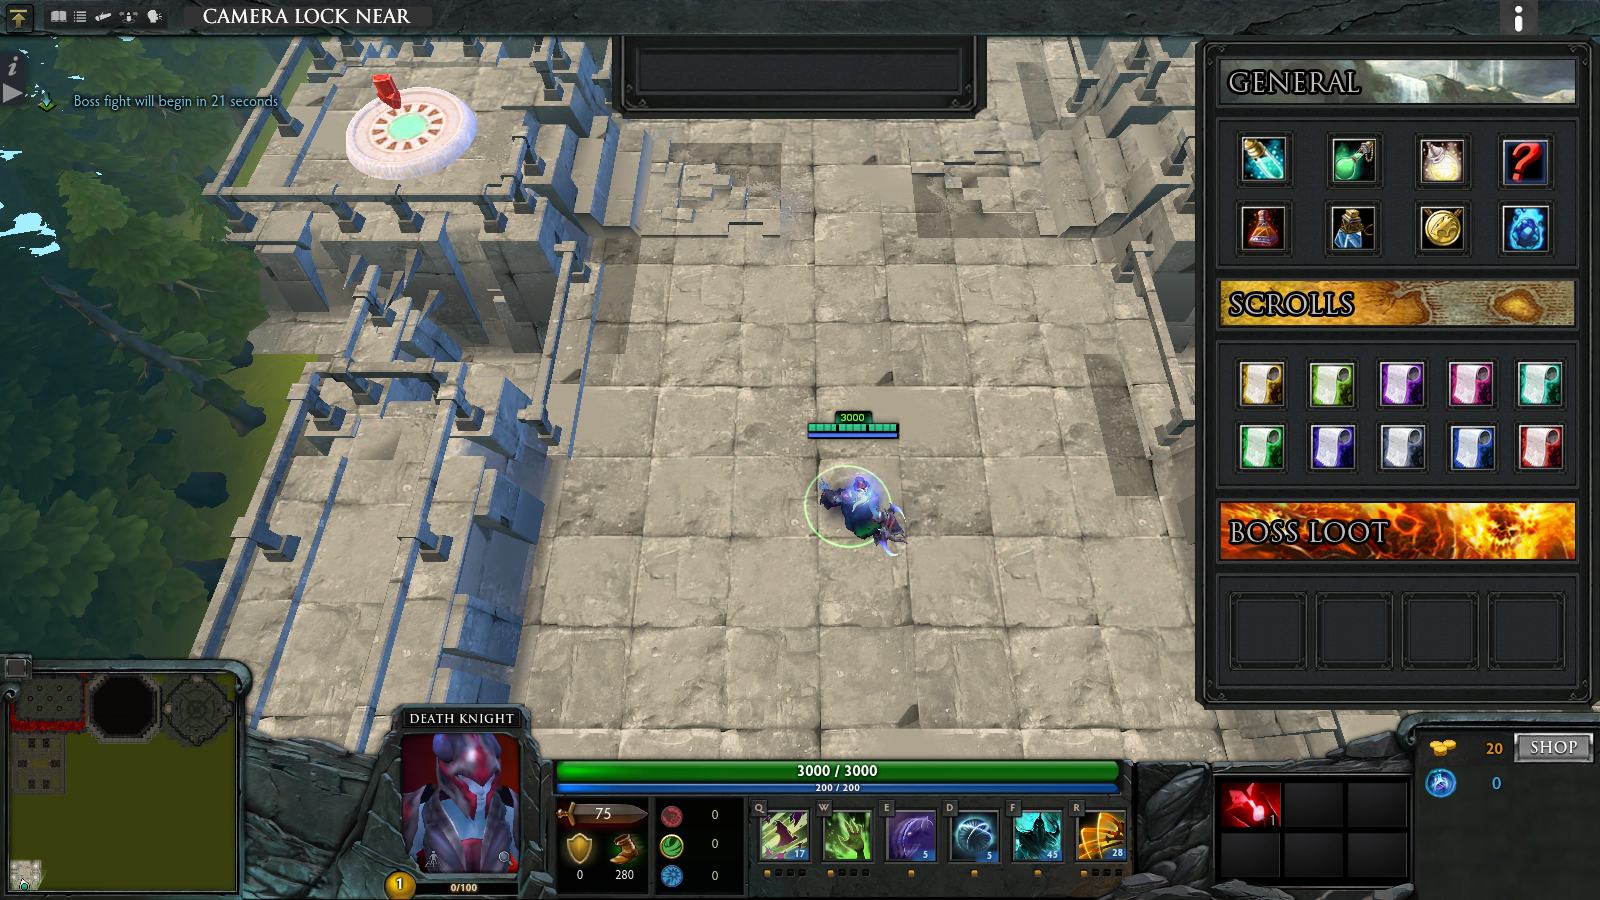 CAMERA LOCK NEAR
Boss fight will begin in 21 seconds
GENERAL
SCROLLS
BOSS LOOT
3000
DEATH KNIGHT
1
0/100
3000 / 3000
200 / 200
75
0
280
0
0
0
Q
W
E
D
F
R
17
5
5
45
28
1
20
SHOP
0